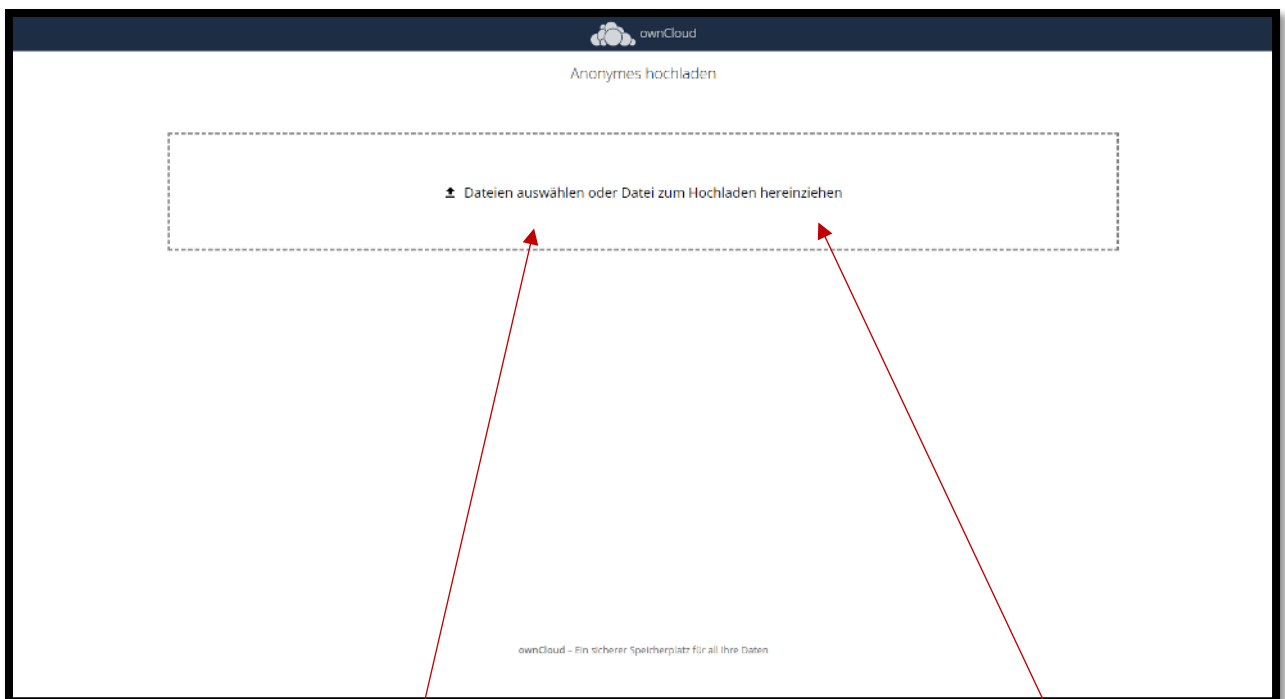 ownCloud
Anonymes hochladen
Dateien auswählen oder Datei zum Hochladen hereinziehen
ownCloud – Ein sicherer Speicherplatz für all Ihre Daten